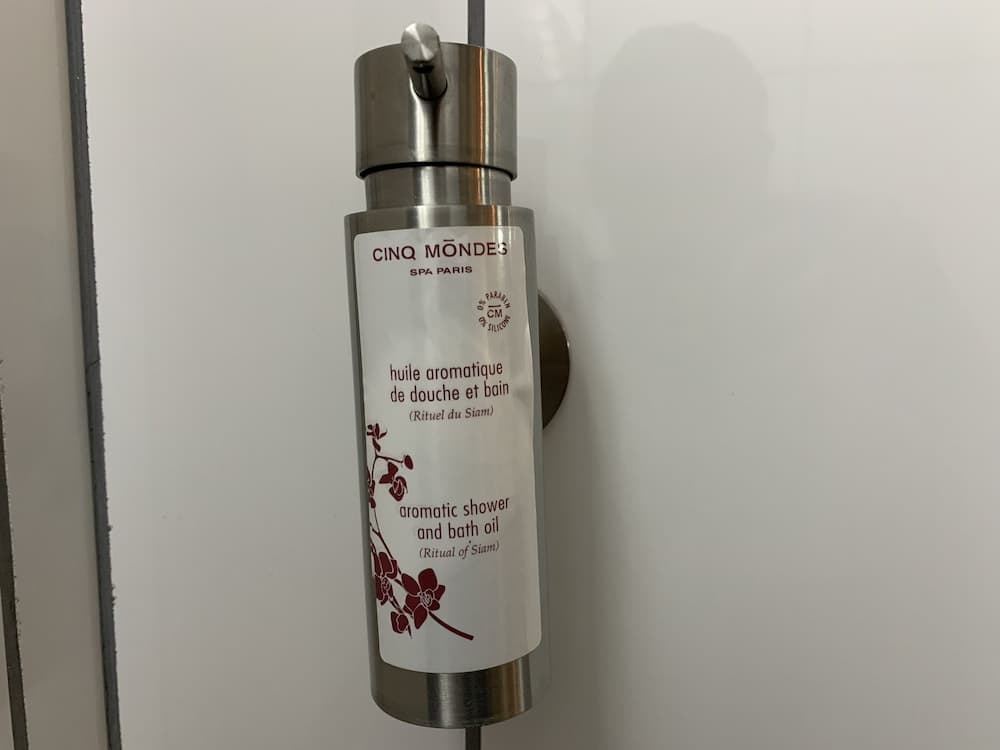 CINQ MŌNDES
SPA PARIS
0% PARABEN
CM
0% SILICONE
huile aromatique
de douche et bain
(Rituel du Siam)
aromatic shower
and bath oil
(Ritual of Siam)